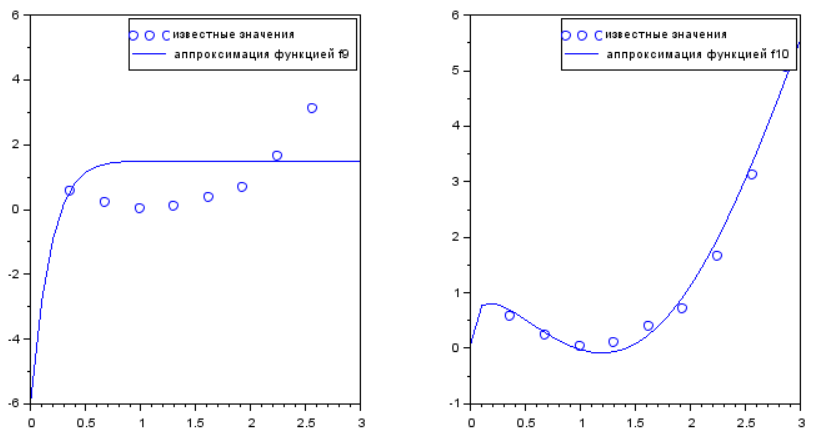 известные значения
аппроксимация функцией f9
6
4
2
0
-2
-4
-6
0 0.5 1 1.5 2 2.5 3
известные значения
аппроксимация функцией f10
6
5
4
3
2
1
0
-1
0 0.5 1 1.5 2 2.5 3